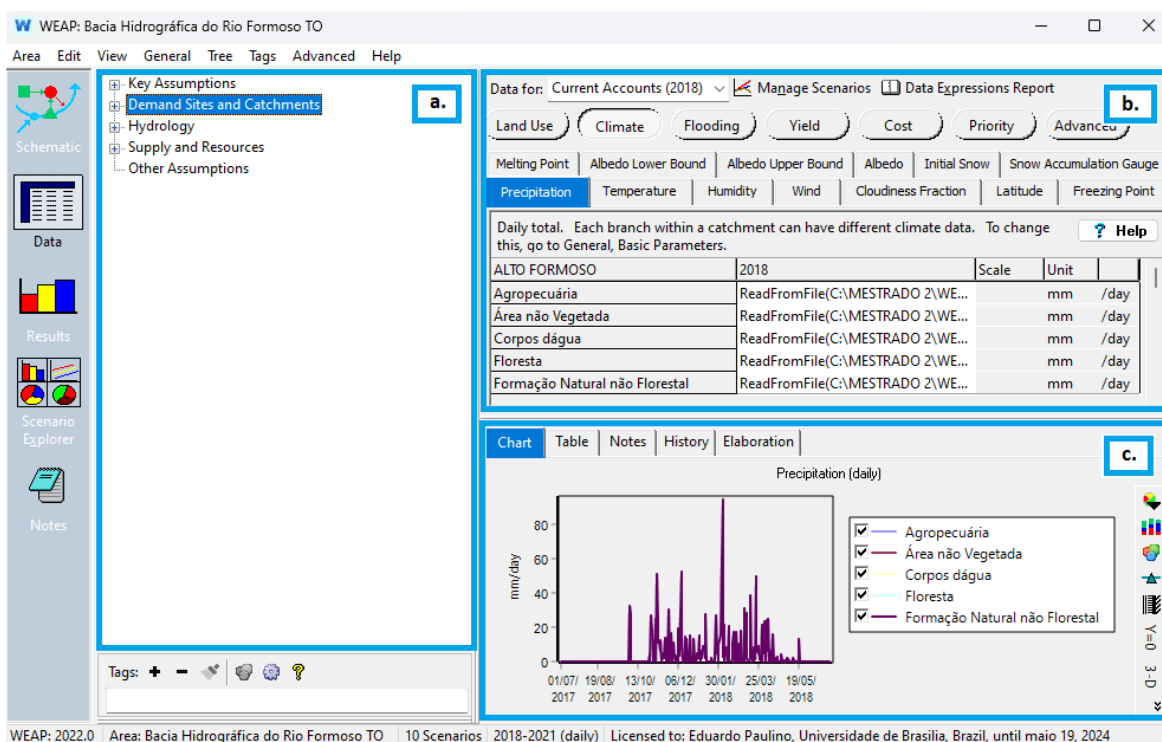 WEAP: Bacia Hidrográfica do Rio Formoso TO
Area Edit View General Tree Tags Advanced Help
Schematic
Data
Results
Scenario
Explorer
Notes
Key Assumptions
Demand Sites and Catchments
Hydrology
Supply and Resources
Other Assumptions
a.
Tags:
Data for: Current Accounts (2018) Manage Scenarios Data Expressions Report
b.
Land Use Climate Flooding Yield Cost Priority Advanced
Melting Point Albedo Lower Bound Albedo Upper Bound Albedo Initial Snow Snow Accumulation Gauge
Precipitation Temperature Humidity Wind Cloudiness Fraction Latitude Freezing Point
Daily total. Each branch within a catchment can have different climate data. To change
this, go to General, Basic Parameters.
? Help
ALTO FORMOSO 2018 Scale Unit
Agropecuária ReadFromFile(C:\MESTRADO 2\WE... mm /day
Área não Vegetada ReadFromFile(C:\MESTRADO 2\WE... mm /day
Corpos dágua ReadFromFile(C:\MESTRADO 2\WE... mm /day
Floresta ReadFromFile(C:\MESTRADO 2\WE... mm /day
Formação Natural não Florestal ReadFromFile(C:\MESTRADO 2\WE... mm /day
Chart Table Notes History Elaboration
c.
Precipitation (daily)
mm/day
80
60
40
20
0
01/07/ 19/08/ 13/10/ 06/12/ 30/01/ 25/03/ 19/05/
2017 2017 2017 2017 2018 2018 2018
Agropecuária
Área não Vegetada
Corpos dágua
Floresta
Formação Natural não Florestal
Y=0
3-D
WEAP: 2022.0 Area: Bacia Hidrográfica do Rio Formoso TO 10 Scenarios 2018-2021 (daily) Licensed to: Eduardo Paulino, Universidade de Brasilia, Brazil, until maio 19, 2024